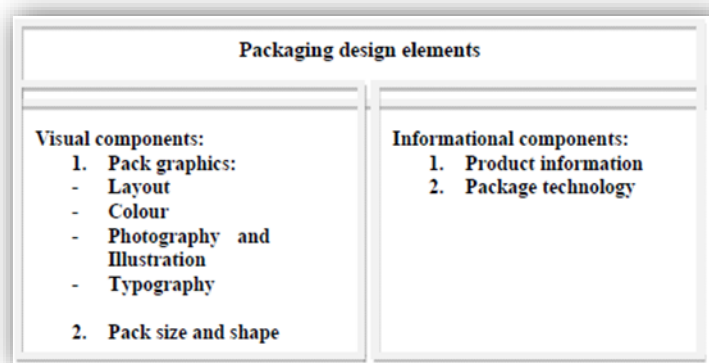 Packaging design elements
Visual components:
1. Pack graphics:
- Layout
- Colour
- Photography and
Illustration
- Typography
2. Pack size and shape
Informational components:
1. Product information
2. Package technology